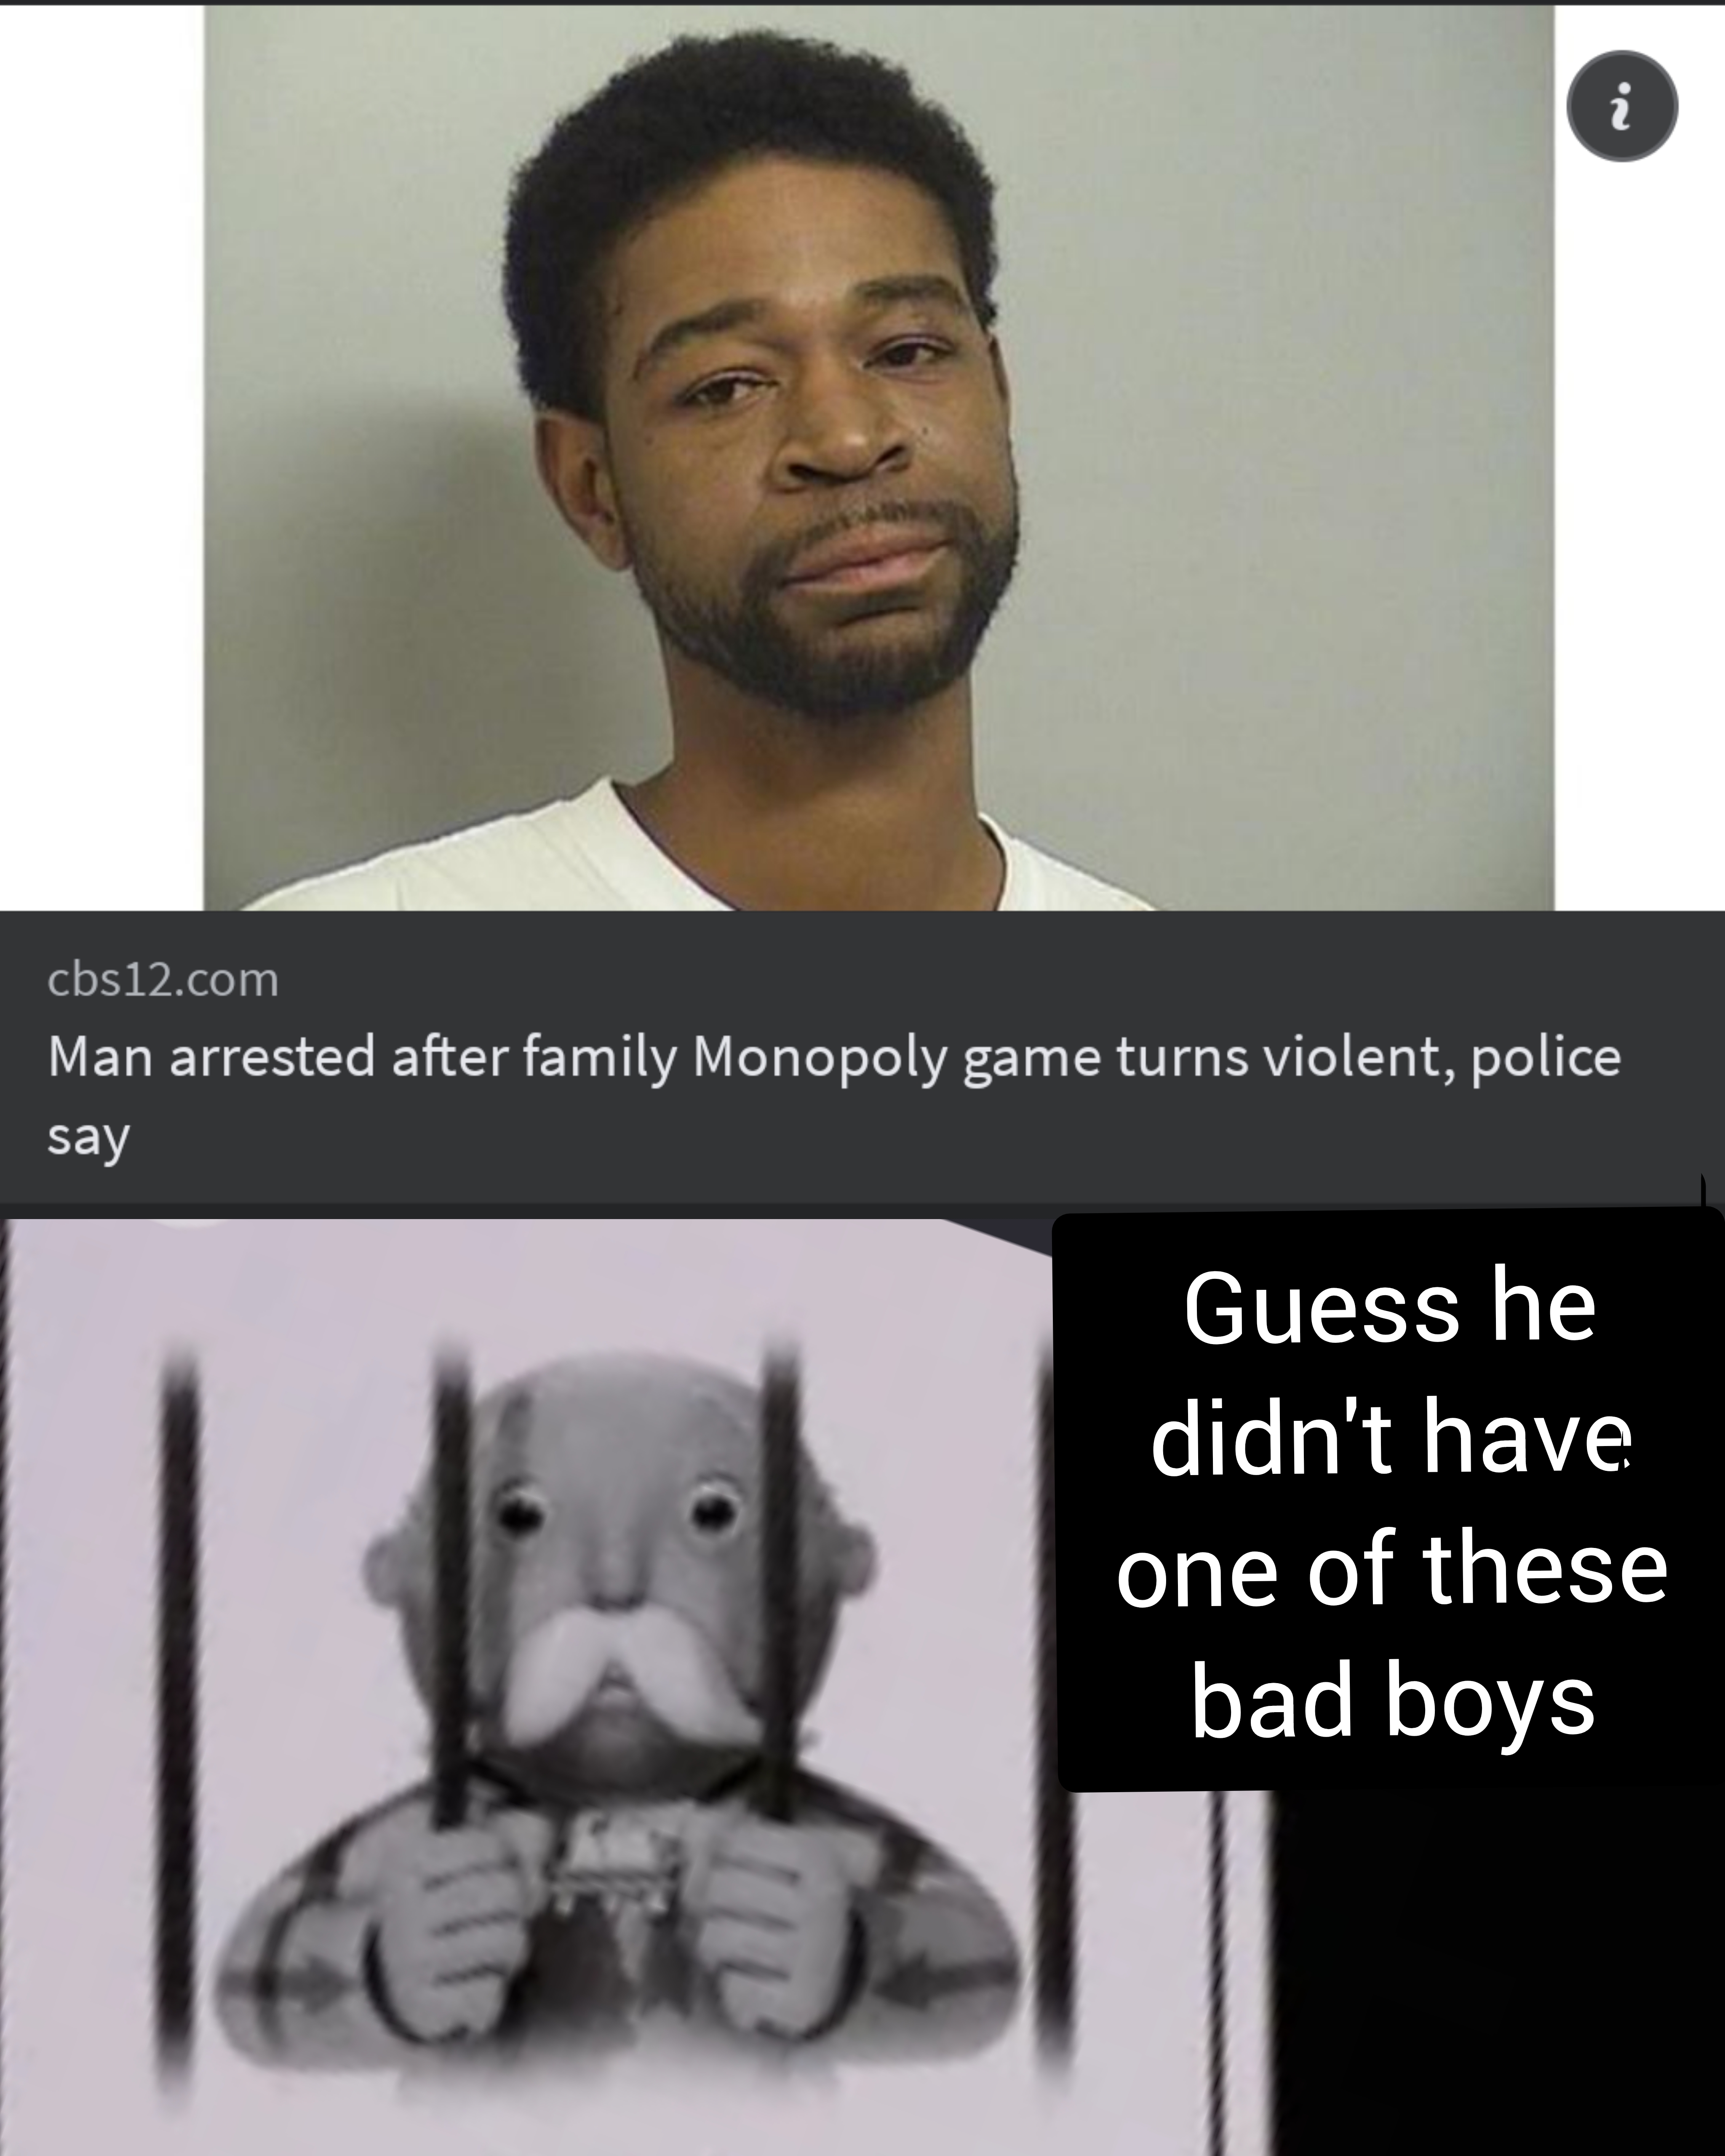 i
cbs12.com
Man arrested after family Monopoly game turns violent, police
say
Guess he
didn't have
one of these
bad boys